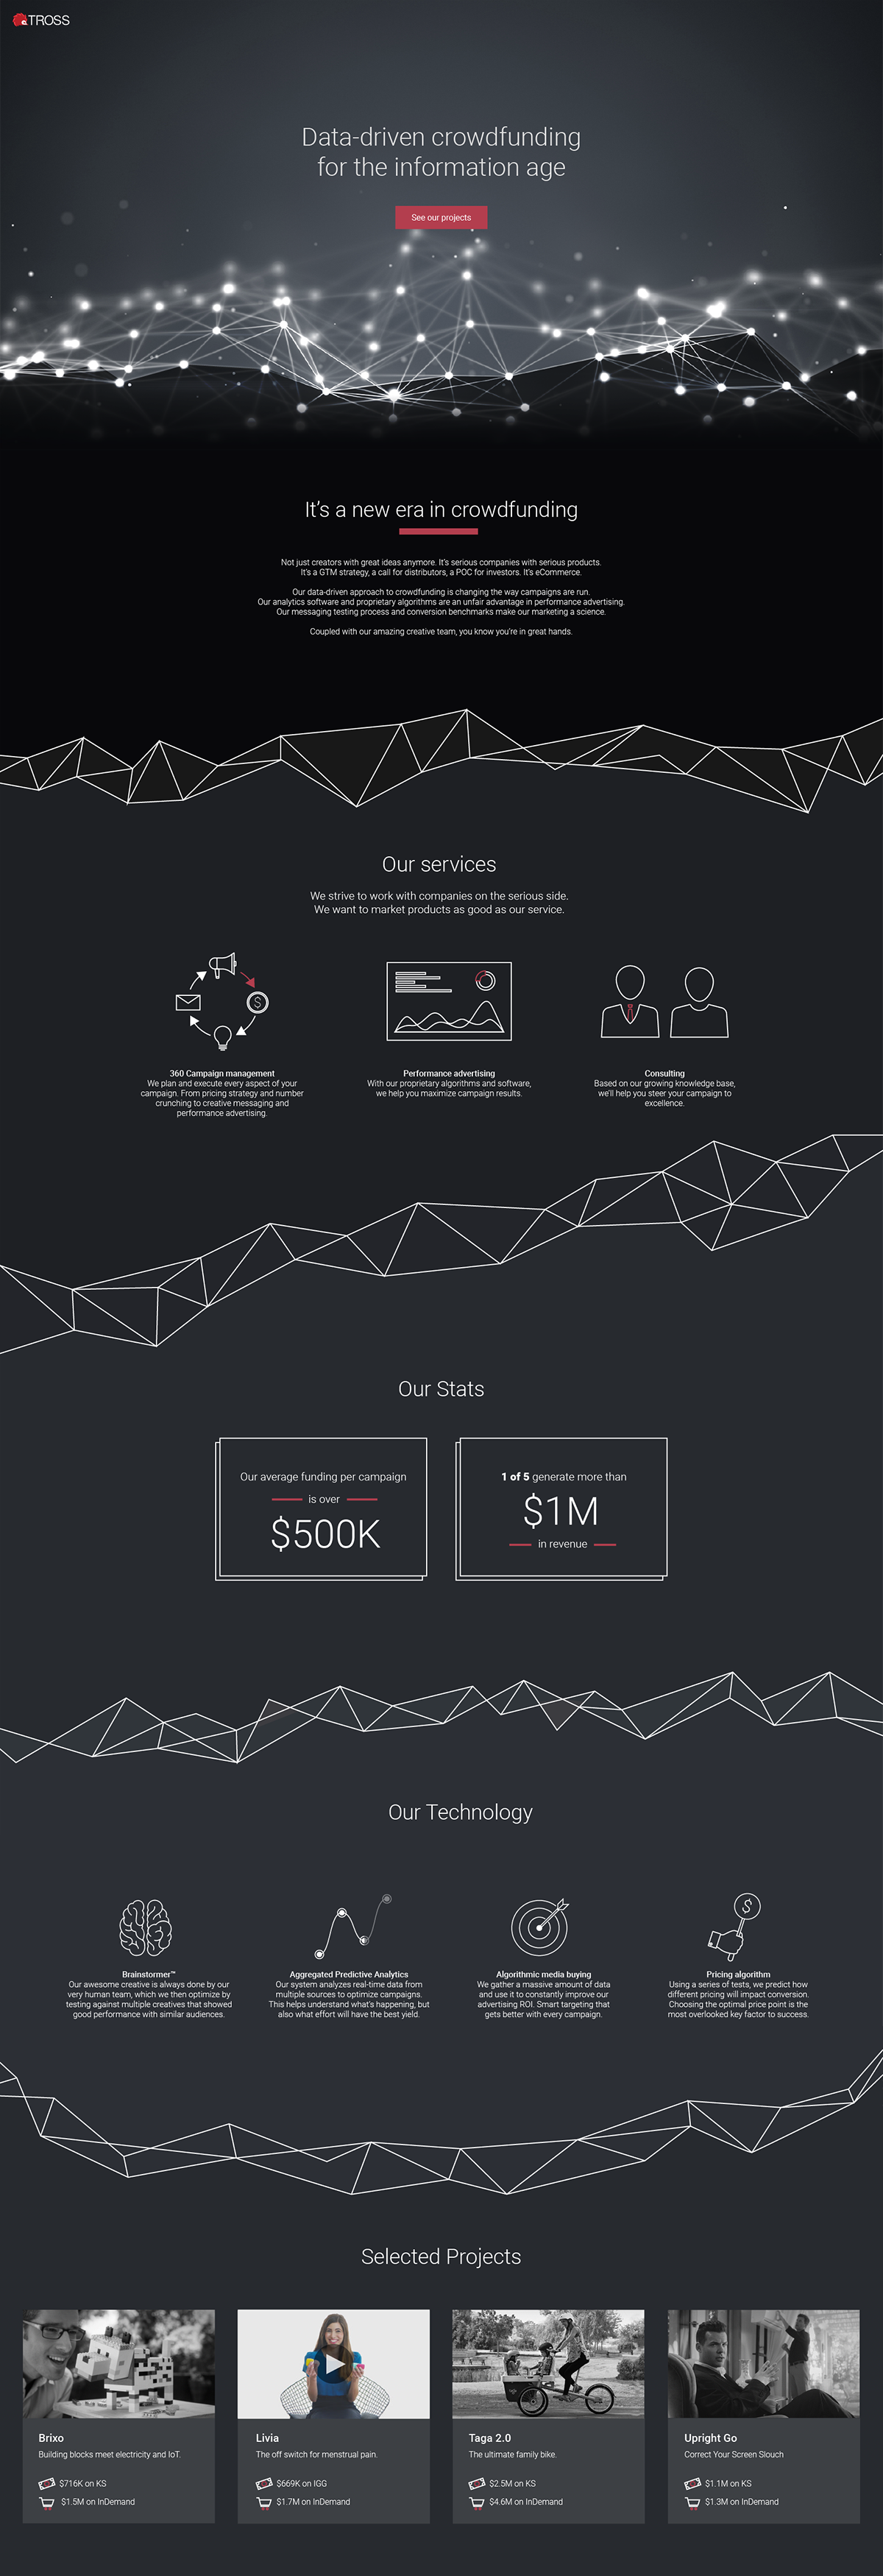 TROSS
Data-driven crowdfunding
for the information age
See our projects
It's a new era in crowdfunding
Not just creators with great ideas anymore. It's serious companies with serious products.
It's a GTM strategy, a call for distributors, a POC for investors. It's eCommerce.
Our data-driven approach to crowdfunding is changing the way campaigns are run.
Our analytics software and proprietary algorithms are an unfair advantage in performance advertising.
Our messaging testing process and conversion benchmarks make our marketing a science.
Coupled with our amazing creative team, you know you're in great hands.
Our services
We strive to work with companies on the serious side.
We want to market products as good as our service.
$
360 Campaign management
We plan and execute every aspect of your
campaign. From pricing strategy and number
crunching to creative messaging and
performance advertising.
Performance advertising
With our proprietary algorithms and software,
we help you maximize campaign results.
Consulting
Based on our growing knowledge base,
we'll help you steer your campaign to
excellence.
Our Stats
Our average funding per campaign
is over
$500K
1 of 5 generate more than
$1M
in revenue
Our Technology
$
Brainstormer™
Our awesome creative is always done by our
very human team, which we then optimize by
testing against multiple creatives that showed
good performance with similar audiences.
Aggregated Predictive Analytics
Our system analyzes real-time data from
multiple sources to optimize campaigns.
This helps understand what's happening, but
also what effort will have the best yield.
Algorithmic media buying
We gather a massive amount of data
and use it to constantly improve our
advertising ROI. Smart targeting that
gets better with every campaign.
Pricing algorithm
Using a series of tests, we predict how
different pricing will impact conversion.
Choosing the optimal price point is the
most overlooked key factor to success.
Selected Projects
Brixo
Building blocks meet electricity and IoT.
$716K on KS
$1.5M on InDemand
Livia
The off switch for menstrual pain.
$669K on IGG
$1.7M on InDemand
Taga 2.0
The ultimate family bike.
$2.5M on KS
$4.6M on InDemand
Upright Go
Correct Your Screen Slouch
$1.1M on KS
$1.3M on InDemand